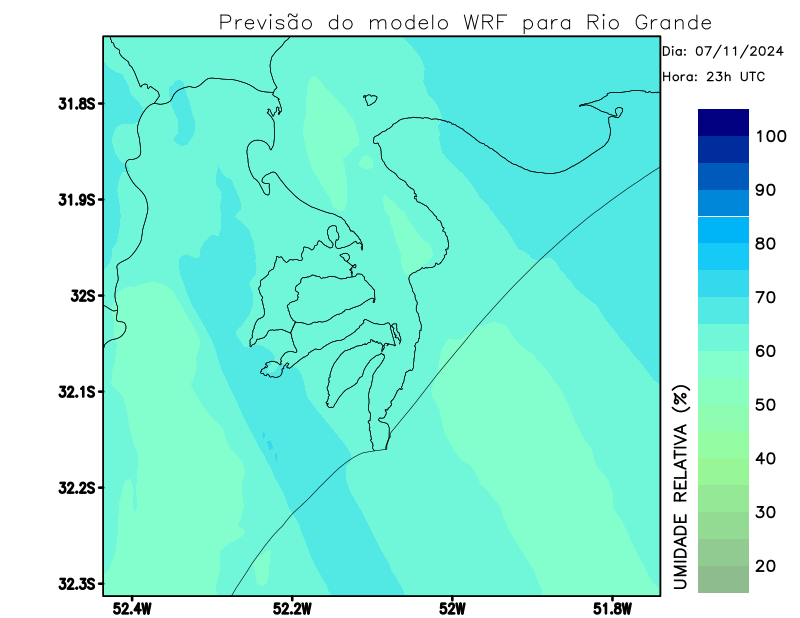 Previsão do modelo WRF para Rio Grande
Dia: 07/11/2024
Hora: 23h UTC
31.8S
31.9S
32S
32.1S
32.2S
32.3S
52.4W
52.2W
52W
51.8W
UMIDADE RELATIVA (%)
100
90
80
70
60
50
40
30
20